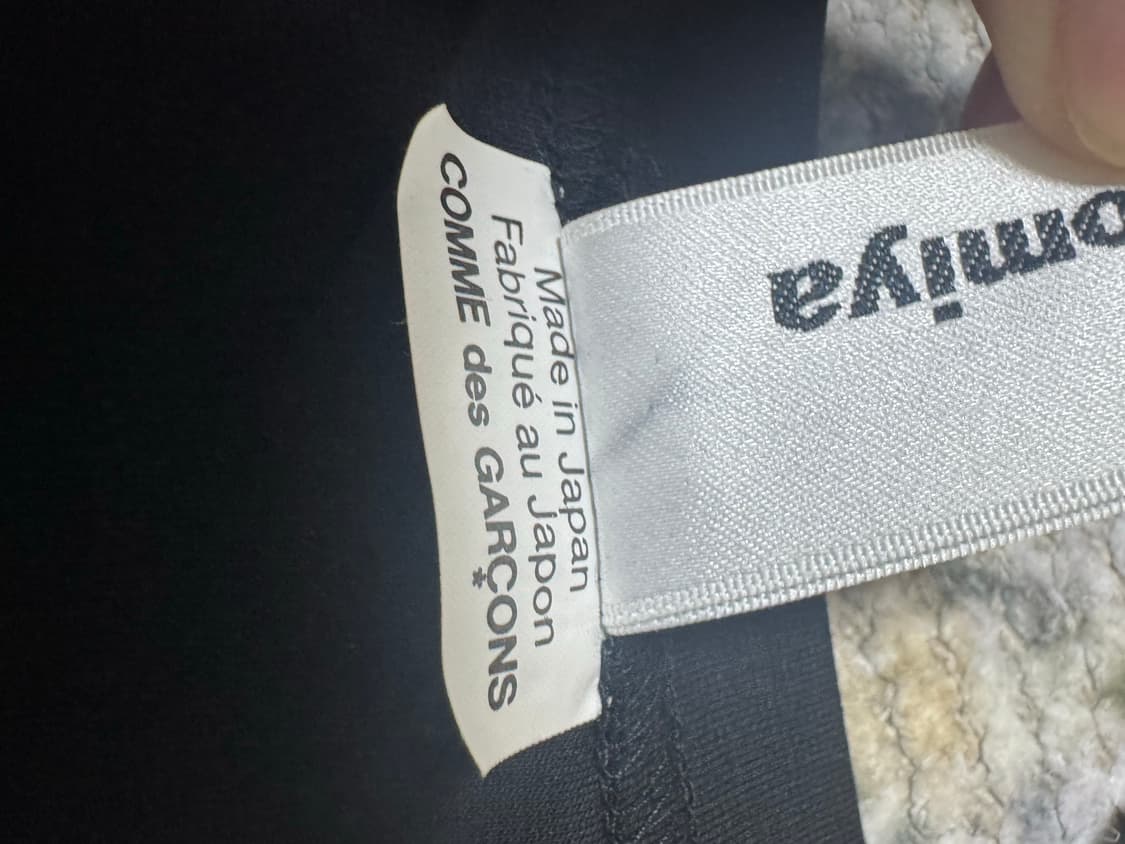 Made in Japan
Fabriqué au Japon
COMME des GARÇONS
omiya